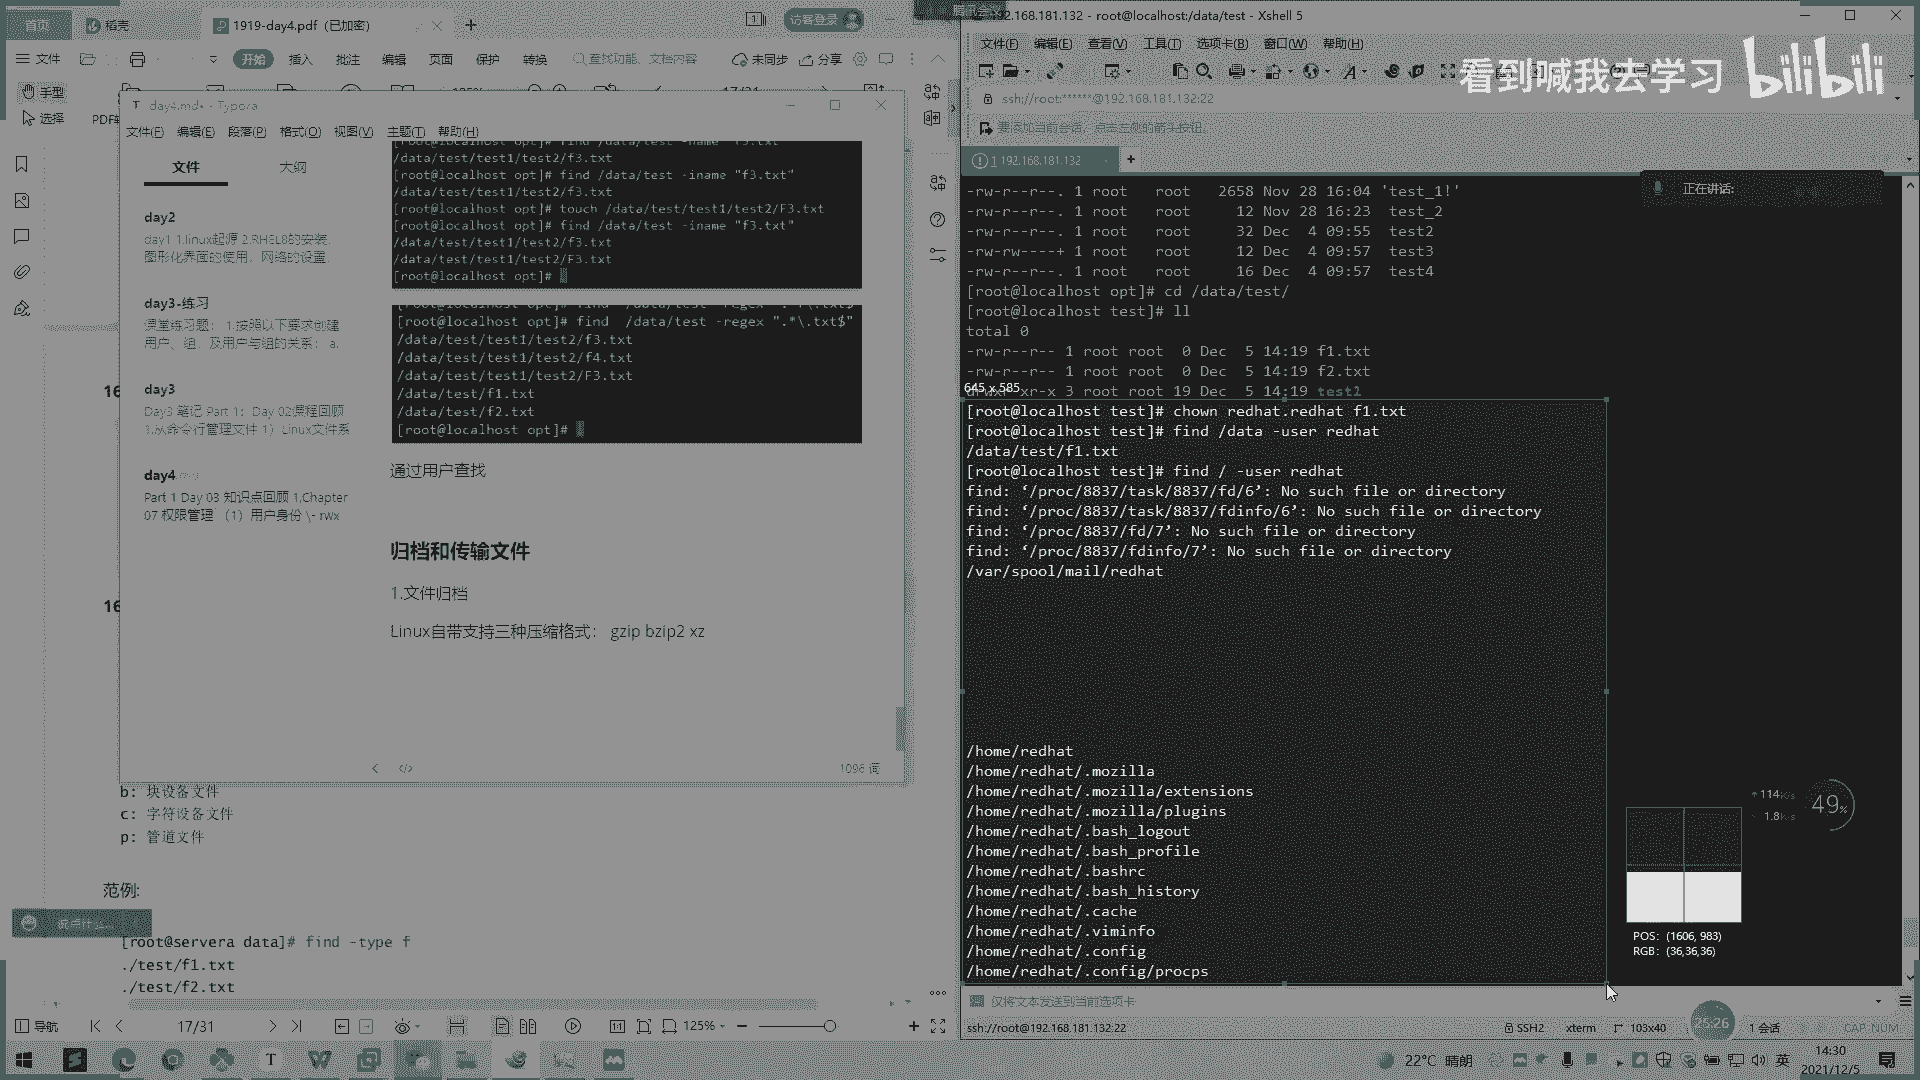 首页
稻壳
1919-day4.pdf (已加密)
访客登录
文件
开始
插入
批注
编辑
页面
保护
转换
查找功能、文档内容
未同步
分享
手型
选择
125%
17/31
T day4.md• - Typora
文件(F) 编辑(E) 段落(P) 格式(O) 视图(V) 主题(T) 帮助(H)
文件
大纲
day2
day1 1.linux起源 2.RHEL8的安装,
图形化界面的使用、网络的设置、
day3-练习
课堂练习题： 1.按照以下要求创建
用户、组、及用户与组的关系： a.
day3
Day3 笔记 Part 1: Day 02课程回顾
1.从命令行管理文件 1）Linux文件系
day4
Part 1 Day 03 知识点回顾 1,Chapter
07 权限管理 （1）用户身份 \- rwx
[root@localhost opt]# find /data/test -name "f3.txt"
/data/test/test1/test2/f3.txt
[root@localhost opt]# find /data/test -iname "f3.txt"
/data/test/test1/test2/f3.txt
[root@localhost opt]# touch /data/test/test1/test2/F3.txt
[root@localhost opt]# find /data/test -iname "f3.txt"
/data/test/test1/test2/f3.txt
/data/test/test1/test2/F3.txt
[root@localhost opt]#
[root@localhost opt]# find  /data/test -regex ".*\.txt$"
/data/test/test1/test2/f3.txt
/data/test/test1/test2/f4.txt
/data/test/test1/test2/F3.txt
/data/test/f1.txt
/data/test/f2.txt
[root@localhost opt]#
通过用户查找
归档和传输文件
1.文件归档
Linux自带支持三种压缩格式： gzip bzip2 xz
1096 词
16
16
b: 块设备文件
c: 字符设备文件
p: 管道文件
范例:
说点什么...
[root@servera data]# find -type f
./test/f1.txt
./test/f2.txt
导航
17/31
125%
腾讯会议
192.168.181.132 - root@localhost:/data/test - Xshell 5
文件(F) 编辑(E) 查看(V) 工具(T) 选项卡(B) 窗口(W) 帮助(H)
看到喊我去学习 bilibili
ssh://root:******@192.168.181.132:22
要添加当前会话，点击左侧的箭头按钮。
1 192.168.181.132
正在讲话:
-rw-r--r--. 1 root   root   2658 Nov 28 16:04 'test_1!'
-rw-r--r--. 1 root   root     12 Nov 28 16:23  test_2
-rw-r--r--. 1 root   root     32 Dec  4 09:55  test2
-rw-rw----+ 1 root   root     12 Dec  4 09:57  test3
-rw-r--r--. 1 root   root     16 Dec  4 09:57  test4
[root@localhost opt]# cd /data/test/
[root@localhost test]# ll
total 0
-rw-r--r-- 1 root root  0 Dec  5 14:19 f1.txt
-rw-r--r-- 1 root root  0 Dec  5 14:19 f2.txt
645 x 585
drwxr-xr-x 3 root root 19 Dec  5 14:19 test1
[root@localhost test]# chown redhat.redhat f1.txt
[root@localhost test]# find /data -user redhat
/data/test/f1.txt
[root@localhost test]# find / -user redhat
find: ‘/proc/8837/task/8837/fd/6’: No such file or directory
find: ‘/proc/8837/task/8837/fdinfo/6’: No such file or directory
find: ‘/proc/8837/fd/7’: No such file or directory
find: ‘/proc/8837/fdinfo/7’: No such file or directory
/var/spool/mail/redhat
/home/redhat
/home/redhat/.mozilla
/home/redhat/.mozilla/extensions
/home/redhat/.mozilla/plugins
/home/redhat/.bash_logout
/home/redhat/.bash_profile
/home/redhat/.bashrc
/home/redhat/.bash_history
/home/redhat/.cache
/home/redhat/.viminfo
/home/redhat/.config
/home/redhat/.config/procps
114K/s
1.8K/s
49%
POS: (1606, 983)
RGB: (36,36,36)
仅将文本发送到当前选项卡
ssh://root@192.168.181.132:22
SSH2
xterm
103x40
25:26
1 会话
CAP NUM
22°C 晴朗
英
14:30
2021/12/5